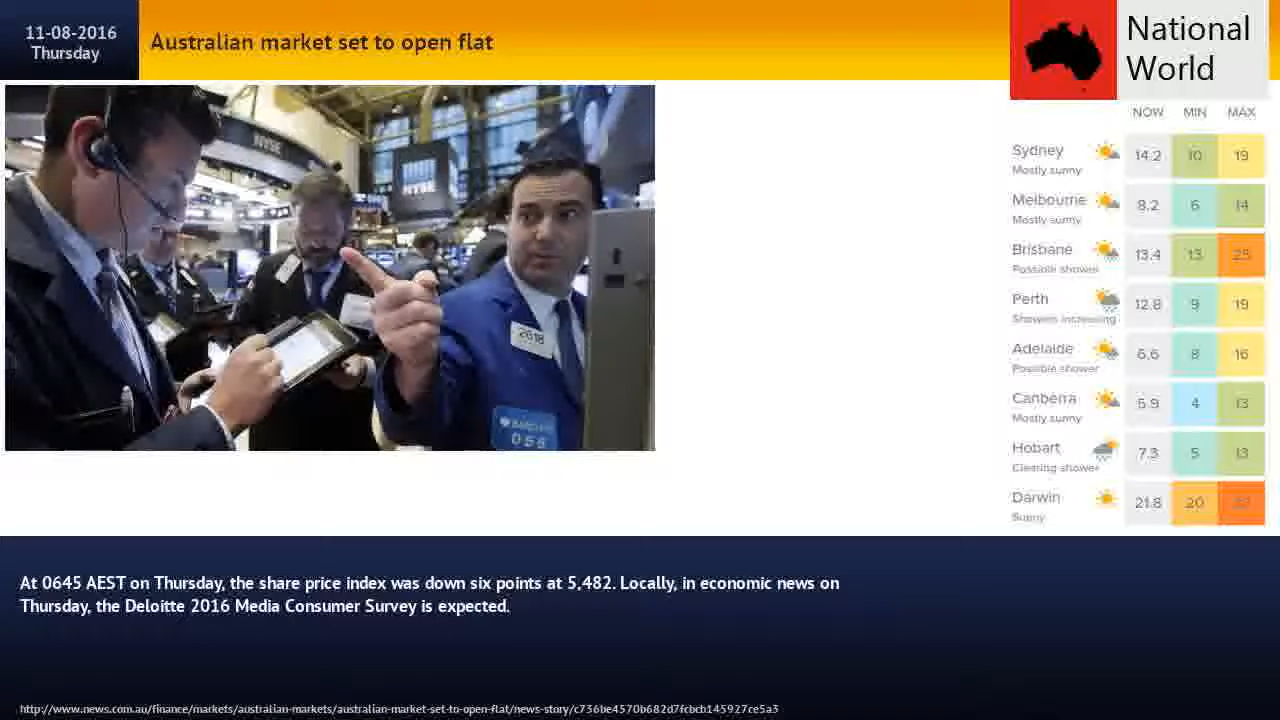 11-08-2016
Thursday
Australian market set to open flat
National
World
NOW MIN MAX
Sydney 14.2 10 19
Mostly sunny
Melbourne 8.2 6 14
Mostly sunny
Brisbane 13.4 13 25
Possible shower
Perth 12.8 9 19
Showers increasing
Adelaide 6.6 8 16
Possible shower
Canberra 5.9 4 13
Mostly sunny
Hobart 7.3 5 13
Clearing shower
Darwin 21.8 20
Sunny
NYSE
NYSE
2618
BARCLAYS
055
At 0645 AEST on Thursday, the share price index was down six points at 5,482. Locally, in economic news on
Thursday, the Deloitte 2016 Media Consumer Survey is expected.
http://www.news.com.au/finance/markets/australian-markets/australian-market-set-to-open-flat/news-story/c736be4570b682d7fcbcb145927ce5a3